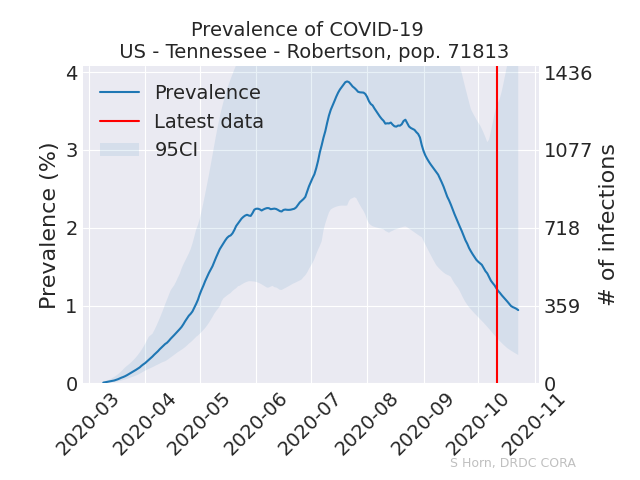 Prevalence of COVID-19
US - Tennessee - Robertson, pop. 71813
Prevalence
Latest data
95CI
Prevalence (%)
4
3
2
1
0
1436
1077
718
359
0
# of infections
2020-03
2020-04
2020-05
2020-06
2020-07
2020-08
2020-09
2020-10
2020-11
S Horn, DRDC CORA